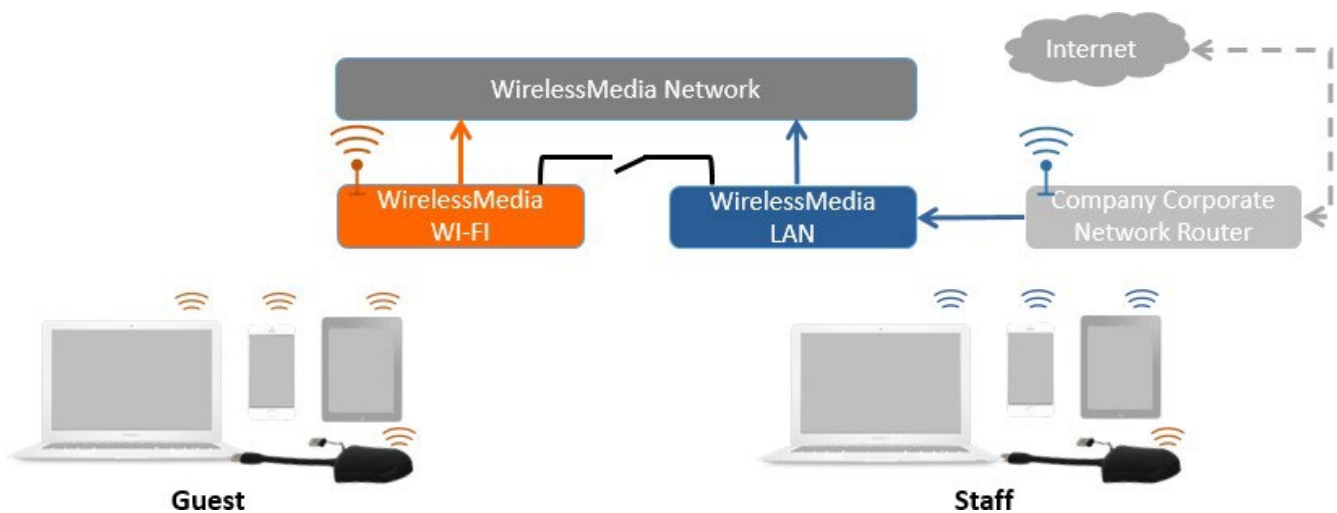 Internet
WirelessMedia Network
WirelessMedia
WI-FI
WirelessMedia
LAN
Company Corporate
Network Router
Guest
Staff